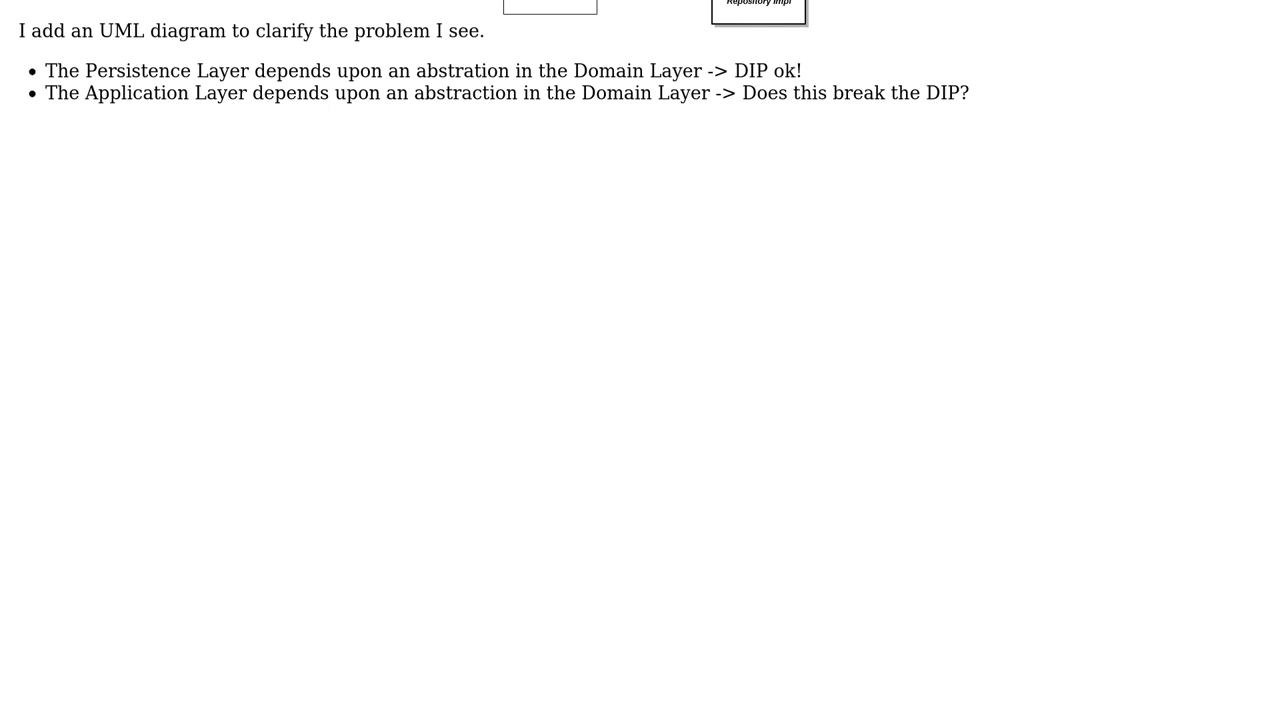 Repository Impl
I add an UML diagram to clarify the problem I see.
The Persistence Layer depends upon an abstration in the Domain Layer -> DIP ok!
The Application Layer depends upon an abstraction in the Domain Layer -> Does this break the DIP?